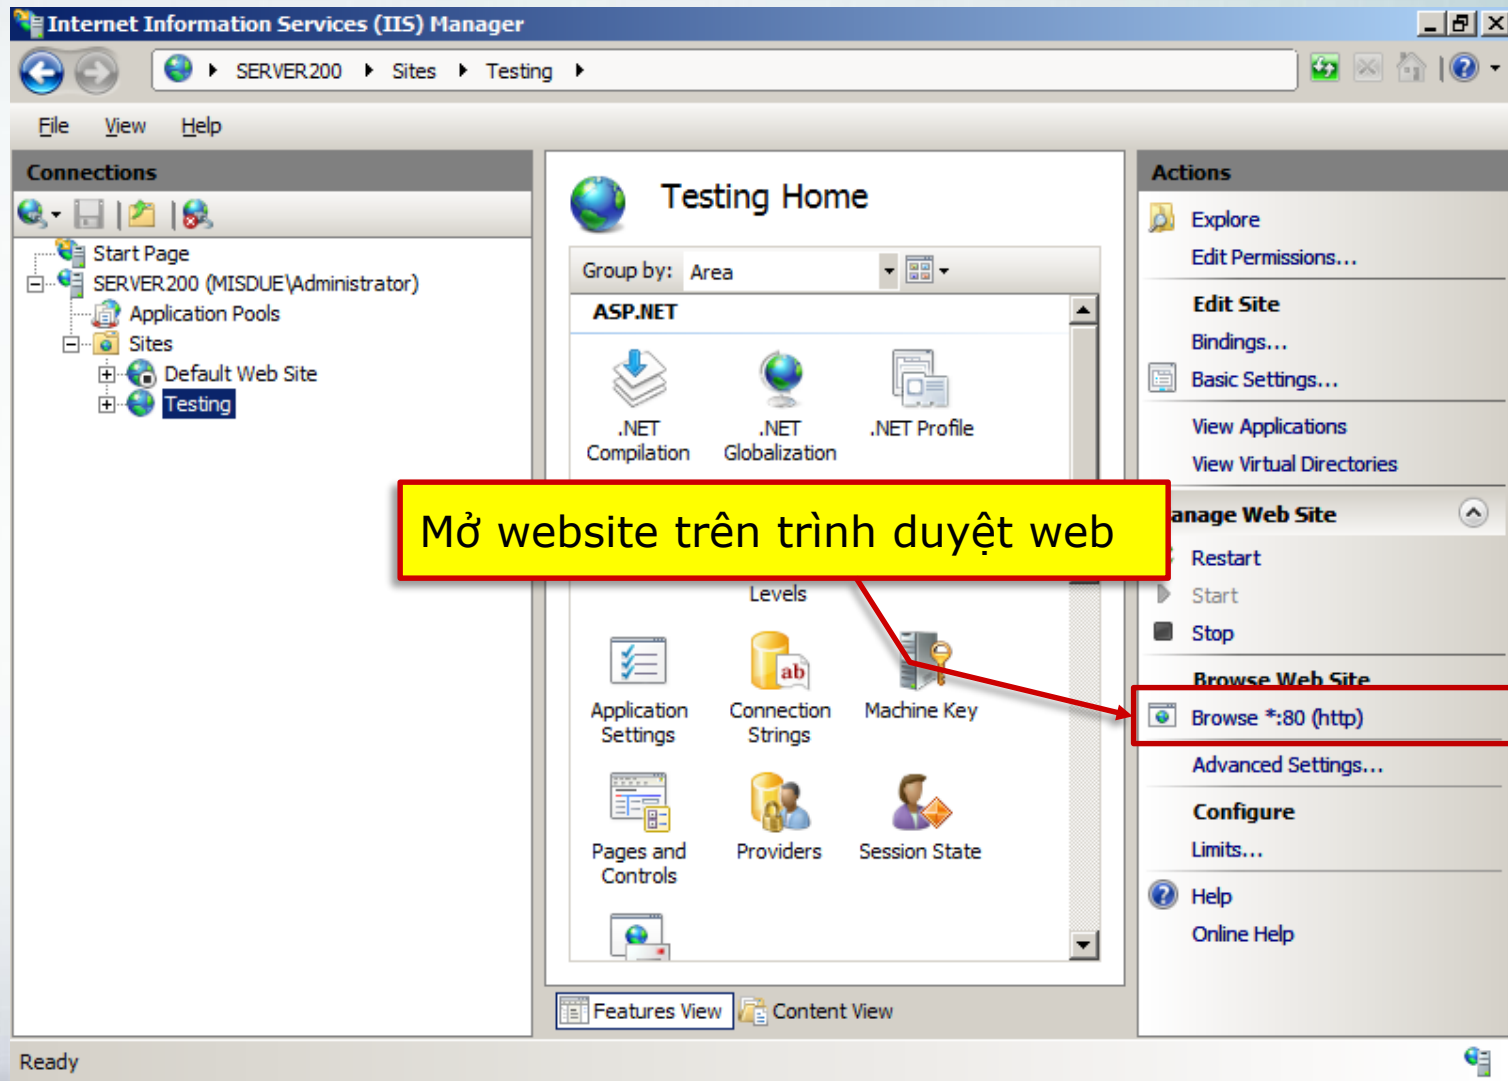 Internet Information Services (IIS) Manager
SERVER200 Sites Testing
File View Help
Connections
Start Page
SERVER200 (MISDUE\Administrator)
Application Pools
Sites
Default Web Site
Testing
Testing Home
Group by: Area
ASP.NET
.NET Compilation
.NET Globalization
.NET Profile
Mở website trên trình duyệt web
Levels
Application Settings
ab
Connection Strings
Machine Key
Pages and Controls
Providers
Session State
Features View
Content View
Actions
Explore
Edit Permissions...
Edit Site
Bindings...
Basic Settings...
View Applications
View Virtual Directories
anage Web Site
Restart
Start
Stop
Browse Web Site
Browse *:80 (http)
Advanced Settings...
Configure
Limits...
Help
Online Help
Ready